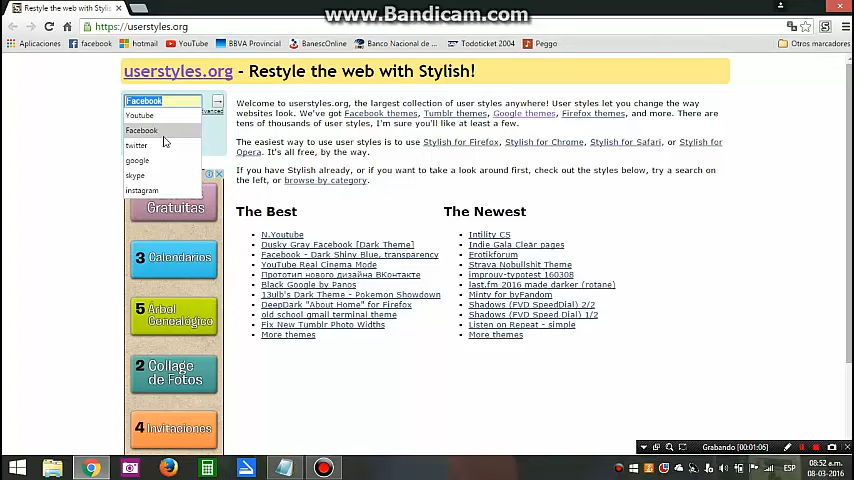 www.Bandicam.com
Restyle the web with Styli
https://userstyles.org
Aplicaciones
facebook
hotmail
YouTube
BBVA Provincial
BanescOnline
Banco Nacional de ...
Todoticket 2004
Peggo
Otros marcadores
userstyles.org - Restyle the web with Stylish!
Facebook
Youtube
Facebook
twitter
google
skype
instagram
Welcome to userstyles.org, the largest collection of user styles anywhere! User styles let you change the way
websites look. We've got Facebook themes, Tumblr themes, Google themes, Firefox themes, and more. There are
tens of thousands of user styles, I'm sure you'll like at least a few.
The easiest way to use user styles is to use Stylish for Firefox, Stylish for Chrome, Stylish for Safari, or Stylish for
Opera. It's all free, by the way.
If you have Stylish already, or if you want to take a look around first, check out the styles below, try a search on
the left, or browse by category.
Gratuitas
3 Calendarios
5 Árbol
Genealógico
2 Collage
de Fotos
4 Invitaciones
The Best
N.Youtube
Dusky Gray Facebook [Dark Theme]
Facebook - Dark Shiny Blue, transparency
YouTube Real Cinema Mode
Прототип нового дизайна ВКонтакте
Black Google by Panos
13ulb's Dark Theme - Pokemon Showdown
DeepDark "About Home" for Firefox
old school gmail terminal theme
Fix New Tumblr Photo Widths
More themes
The Newest
Intility CS
Indie Gala Clear pages
Erotikforum
Strava Nobullshit Theme
improuv-typotest 160308
last.fm 2016 made darker (rotane)
Minty for byFandom
Shadows (FVD SpeedDial) 2/2
Shadows (FVD Speed Dial) 1/2
Listen on Repeat - simple
More themes
Grabando [00:01:05]
ESP
08:52 a.m.
08-03-2016